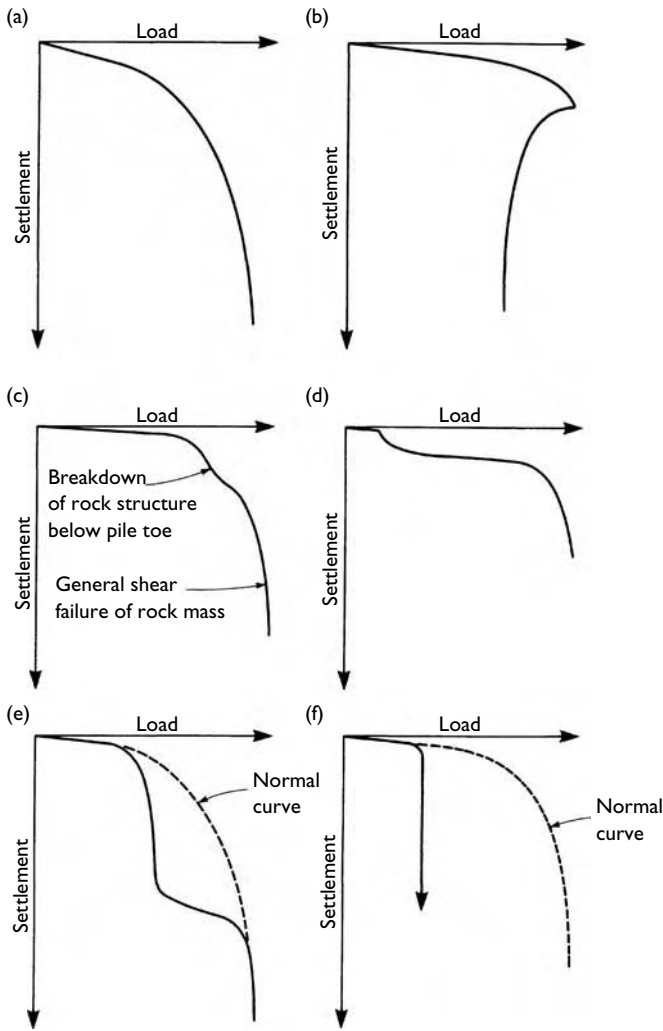 (a)
Load
Settlement
(b)
Load
Settlement
(c)
Load
Settlement
Breakdown
of rock structure
below pile toe
General shear
failure of rock mass
(d)
Load
Settlement
(e)
Load
Settlement
Normal
curve
(f)
Load
Settlement
Normal
curve